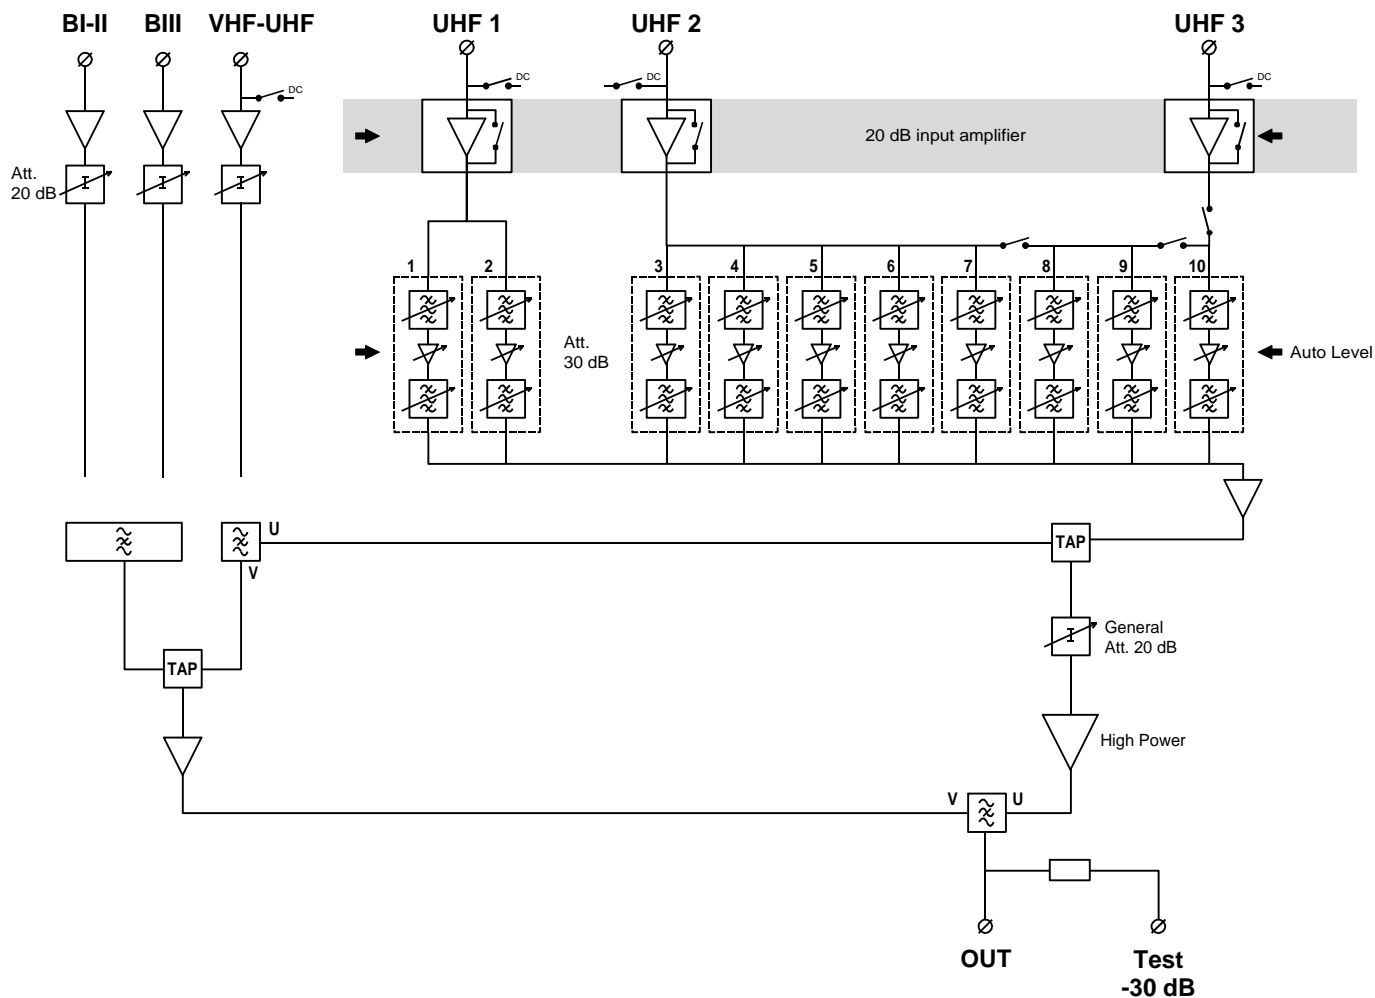 BI-II BIII VHF-UHF UHF 1 UHF 2 UHF 3
DC DC DC DC
20 dB input amplifier
Att.
20 dB
1 2 3 4 5 6 7 8 9 10
Att.
30 dB
Auto Level
U
V
TAP
General
Att. 20 dB
TAP
High Power
V U
OUT Test
-30 dB